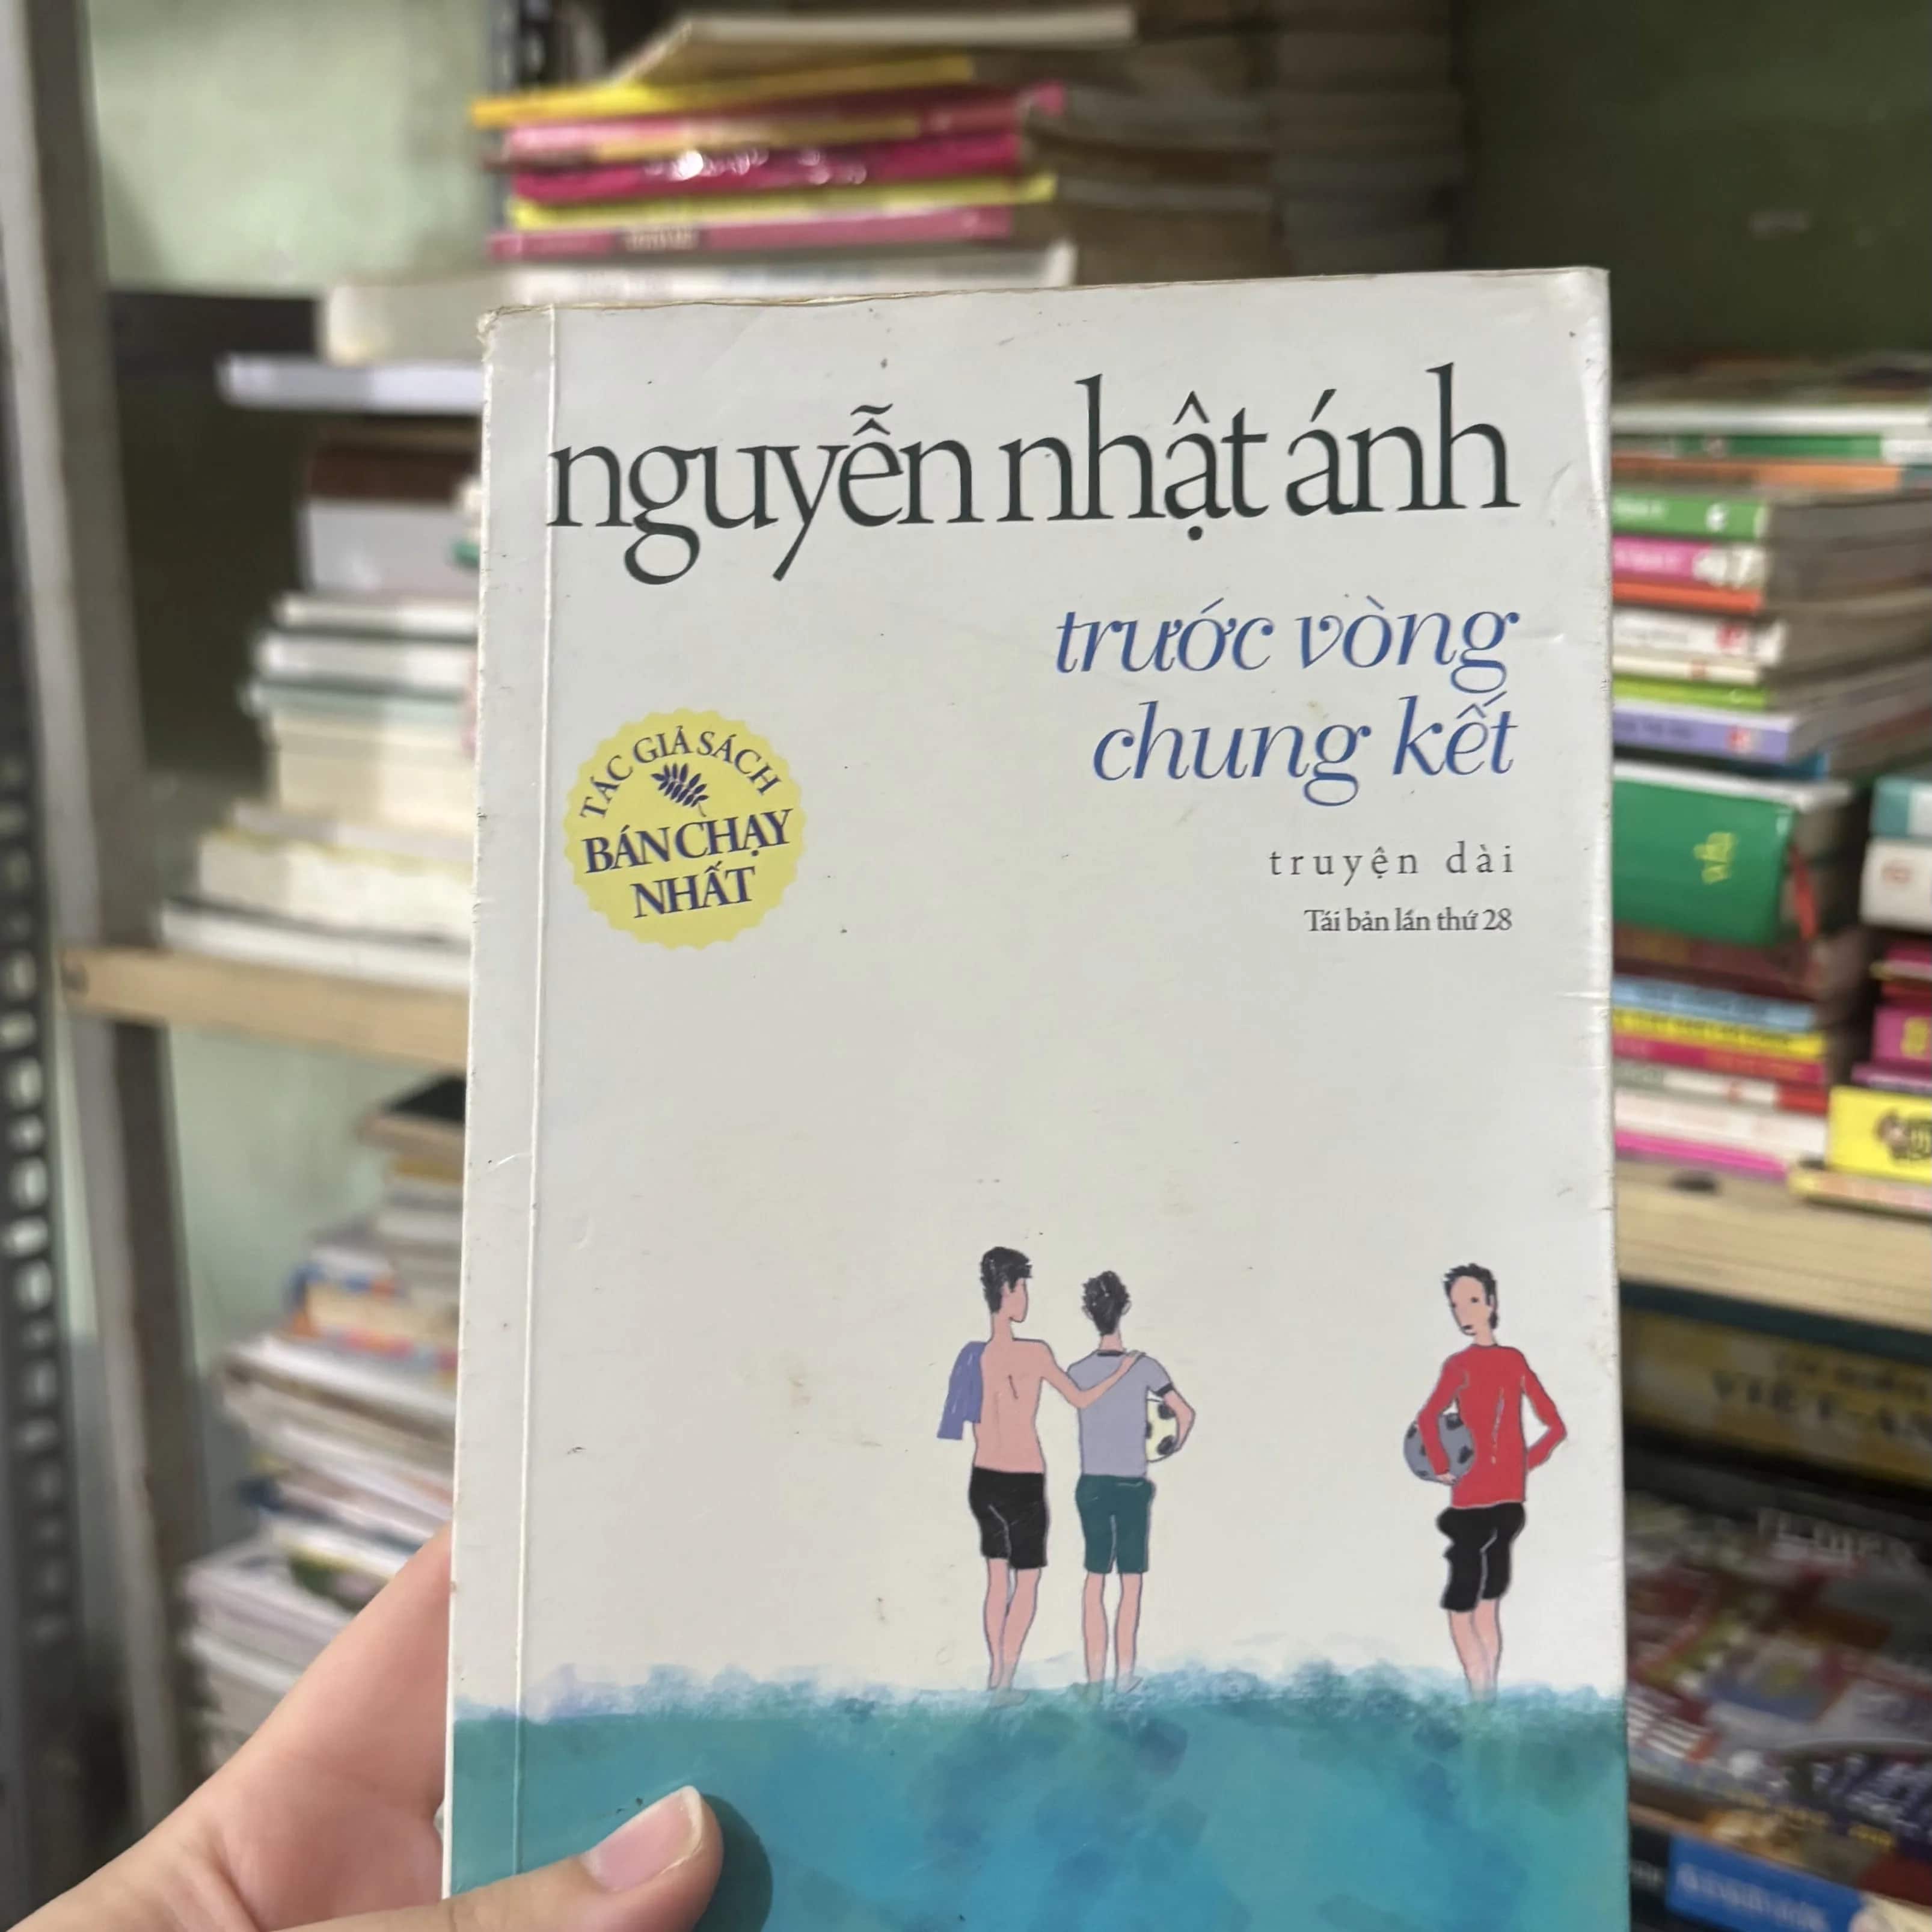 nguyễn nhật ánh
trước vòng
chung kết
truyện dài
Tái bản lần thứ 28
TÁC GIẢ SÁCH
BÁN CHẠY
NHẤT